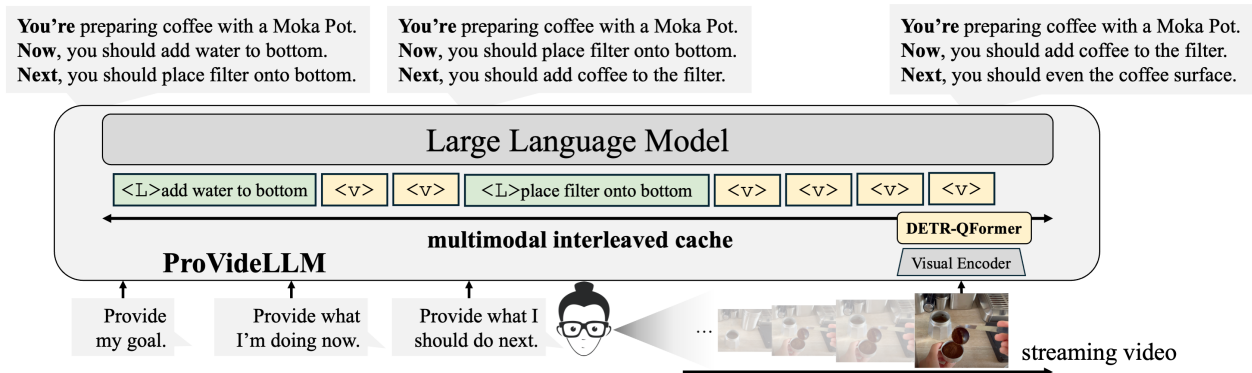 You're preparing coffee with a Moka Pot.
Now, you should add water to bottom.
Next, you should place filter onto bottom.
You're preparing coffee with a Moka Pot.
Now, you should place filter onto bottom.
Next, you should add coffee to the filter.
You're preparing coffee with a Moka Pot.
Now, you should add coffee to the filter.
Next, you should even the coffee surface.
Large Language Model
<L>add water to bottom <v> <v> <L>place filter onto bottom <v> <v> <v> <v>
multimodal interleaved cache
DETR-QFormer
Visual Encoder
ProVideLLM
Provide
my goal.
Provide what
I'm doing now.
Provide what I
should do next.
...
streaming video